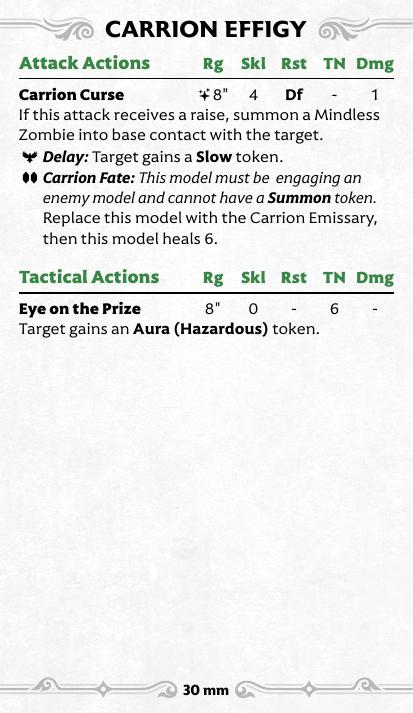 CARRION EFFIGY
Attack Actions Rg Skl Rst TN Dmg
Carrion Curse 8" 4 Df - 1
If this attack receives a raise, summon a Mindless
Zombie into base contact with the target.
Delay: Target gains a Slow token.
Carrion Fate: This model must be engaging an
enemy model and cannot have a Summon token.
Replace this model with the Carrion Emissary,
then this model heals 6.
Tactical Actions Rg Skl Rst TN Dmg
Eye on the Prize 8" 0 - 6 -
Target gains an Aura (Hazardous) token.
30 mm